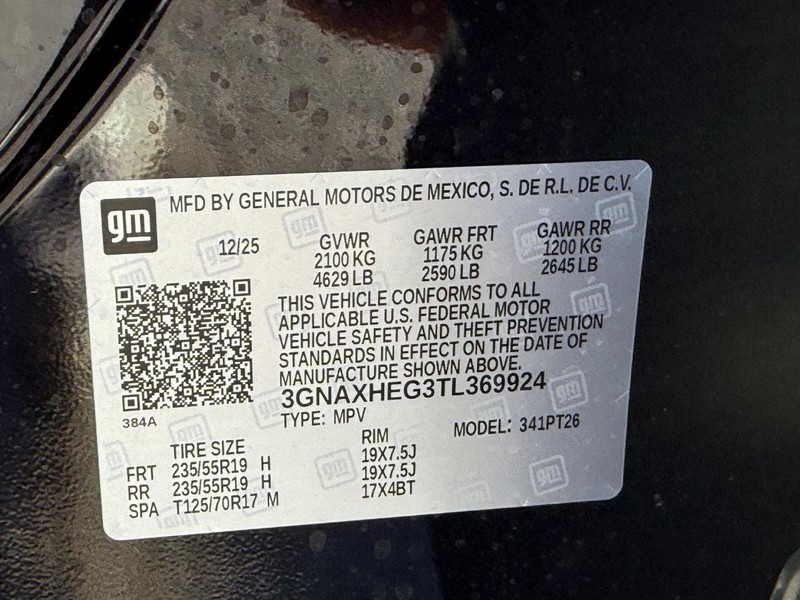 gm MFD BY GENERAL MOTORS DE MEXICO, S. DE R.L. DE C.V.
12/25 GVWR GAWR FRT GAWR RR
2100 KG 1175 KG 1200 KG
4629 LB 2590 LB 2645 LB
THIS VEHICLE CONFORMS TO ALL
APPLICABLE U.S. FEDERAL MOTOR
VEHICLE SAFETY AND THEFT PREVENTION
STANDARDS IN EFFECT ON THE DATE OF
MANUFACTURE SHOWN ABOVE.
3GNAXHEG3TL369924
384A
TYPE: MPV MODEL: 341PT26
TIRE SIZE RIM
FRT 235/55R19 H 19X7.5J
RR 235/55R19 H 19X7.5J
SPA T125/70R17 M 17X4BT